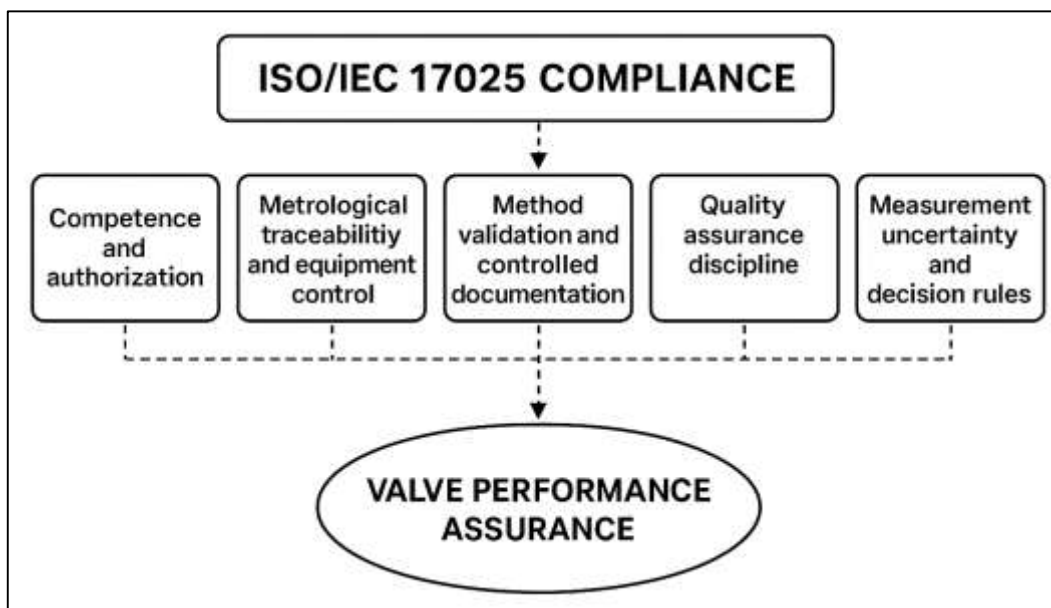 ISO/IEC 17025 COMPLIANCE
Competence
and
authorization
Metrological
traceabilitiy
and equipment
control
Method
validation and
controlled
documentation
Quality
assurance
discipline
Measurement
uncertainty
and
decision rules
VALVE PERFORMANCE
ASSURANCE